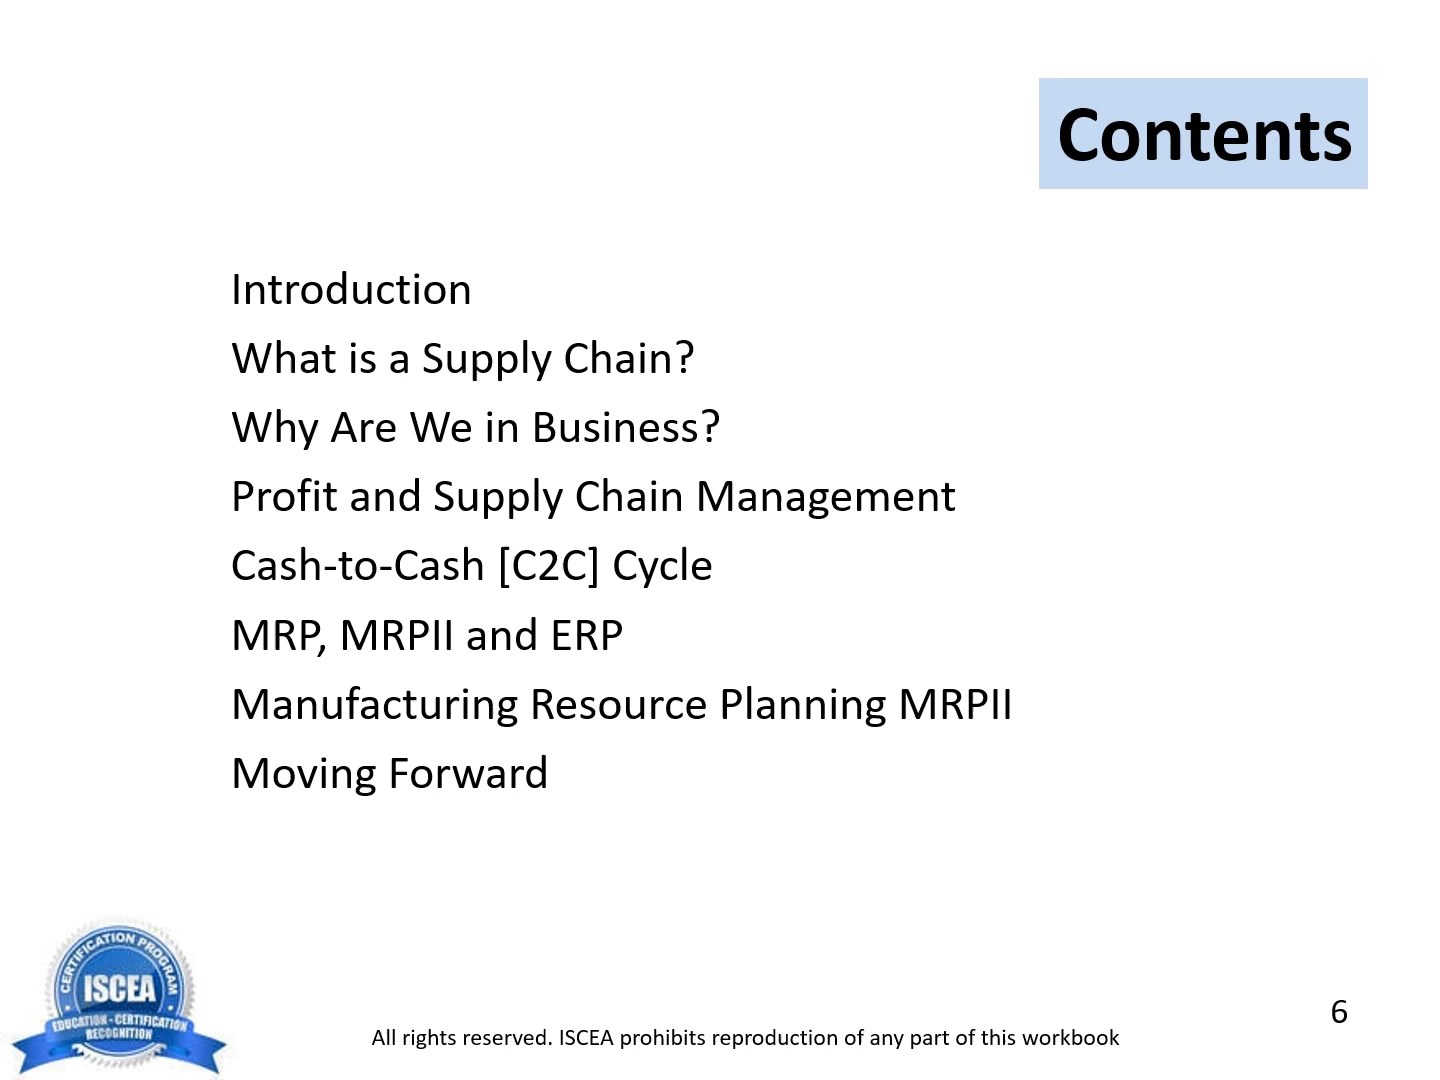 Contents
Introduction
What is a Supply Chain?
Why Are We in Business?
Profit and Supply Chain Management
Cash-to-Cash [C2C] Cycle
MRP, MRPII and ERP
Manufacturing Resource Planning MRPII
Moving Forward
CERTIFICATION PROGRAM
ISCEA
EDUCATION - CERTIFICATION
RECOGNITION
All rights reserved. ISCEA prohibits reproduction of any part of this workbook
6